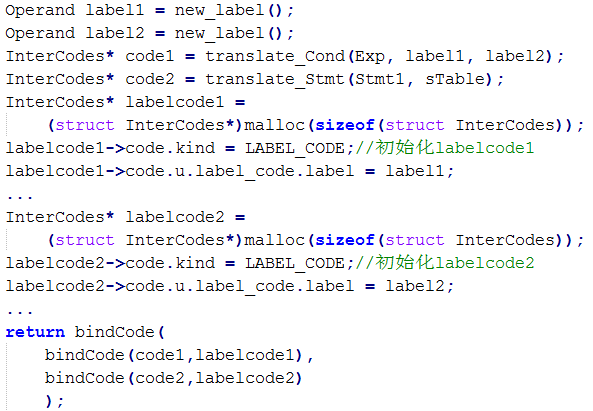 Operand label1 = new_label();
Operand label2 = new_label();
InterCodes* code1 = translate_Cond(Exp, label1, label2);
InterCodes* code2 = translate_Stmt(Stmt1, sTable);
InterCodes* labelcode1 =
    (struct InterCodes*)malloc(sizeof(struct InterCodes));
labelcode1->code.kind = LABEL_CODE;//初始化labelcode1
labelcode1->code.u.label_code.label = label1;
...
InterCodes* labelcode2 =
    (struct InterCodes*)malloc(sizeof(struct InterCodes));
labelcode2->code.kind = LABEL_CODE;//初始化labelcode2
labelcode2->code.u.label_code.label = label2;
...
return bindCode(
    bindCode(code1,labelcode1),
    bindCode(code2,labelcode2)
    );